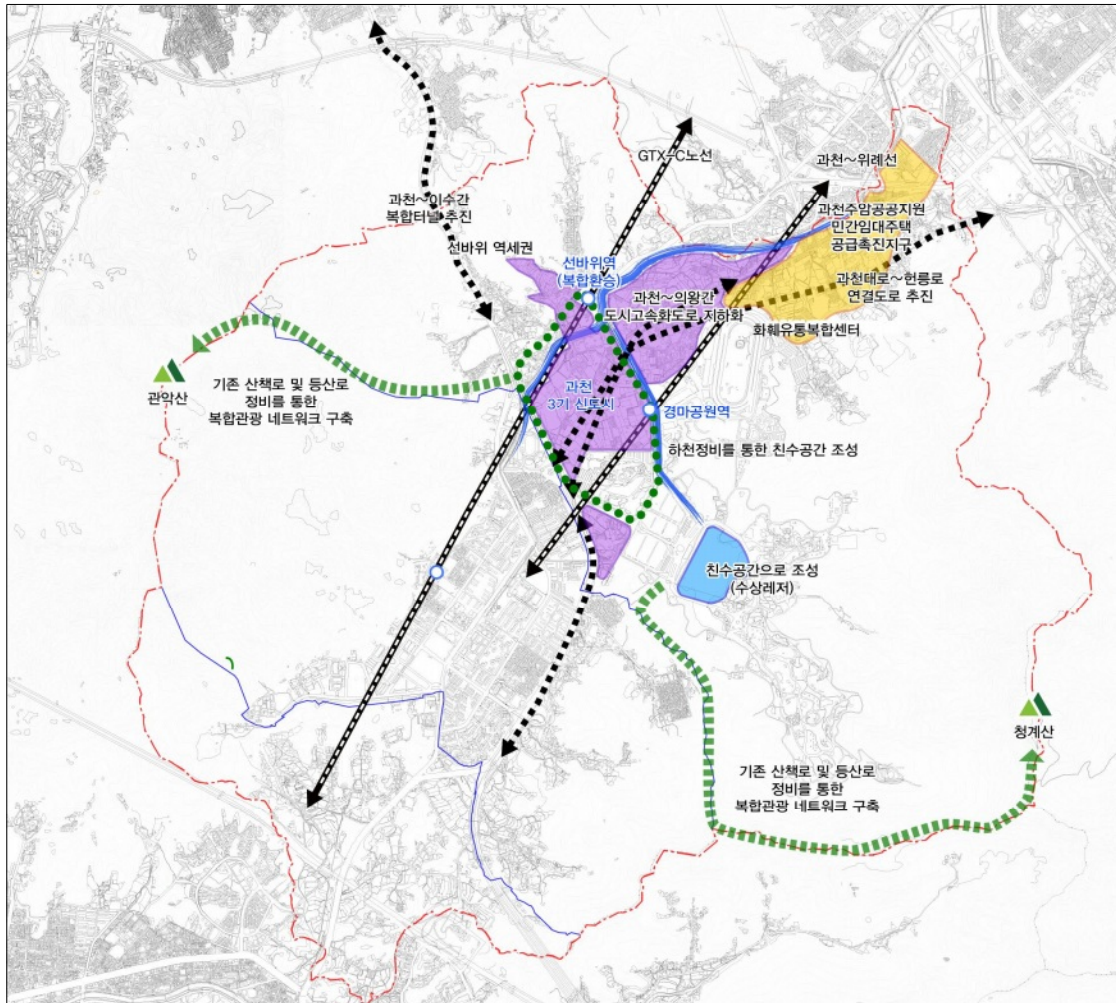 GTX-C노선
과천~위례선
과천~이수간
복합터널 추진
과천주암공공지원
민간임대주택
공급촉진지구
선바위 역세권
선바위역
(복합환승)
과천대로~헌릉로
연결도로 추진
과천~의왕간
도시고속화도로 지하화
화훼유통복합센터
관악산
기존 산책로 및 등산로
정비를 통한
복합관광 네트워크 구축
과천
3기 신도시
경마공원역
하천정비를 통한 친수공간 조성
친수공간으로 조성
(수상레저)
청계산
기존 산책로 및 등산로
정비를 통한
복합관광 네트워크 구축